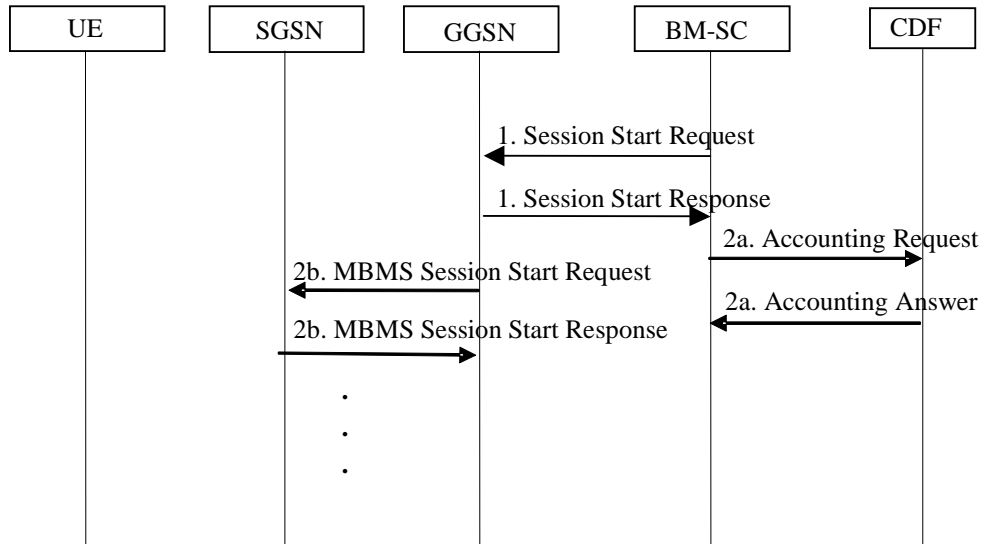 UE
SGSN
GGSN
BM-SC
CDF
1. Session Start Request
1. Session Start Response
2a. Accounting Request
2b. MBMS Session Start Request
2a. Accounting Answer
2b. MBMS Session Start Response
.
.
.